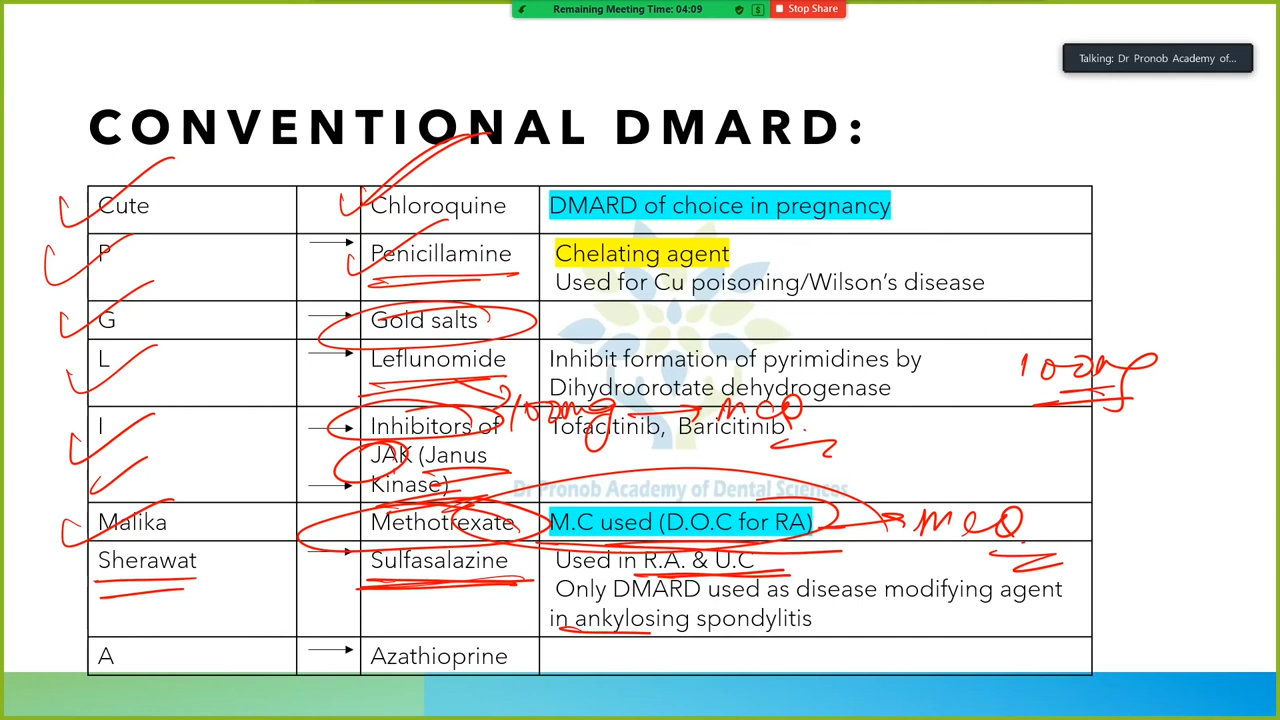 Remaining Meeting Time: 04:09
Stop Share
Talking: Dr Pronob Academy of...
CONVENTIONAL DMARD:
Cute Chloroquine DMARD of choice in pregnancy
P Penicillamine Chelating agent
Used for Cu poisoning/Wilson's disease
G Gold salts
L Leflunomide Inhibit formation of pyrimidines by
Dihydroorotate dehydrogenase
100mg
100mg → MCQ.
I Inhibitors of Tofacitinib, Baricitinib
JAK (Janus
Kinase)
Dr Pronob Academy of Dental Sciences
Malika Methotrexate M.C used (D.O.C for RA)
MCQ.
Sherawat Sulfasalazine Used in R.A. & U.C
Only DMARD used as disease modifying agent
in ankylosing spondylitis
A Azathioprine